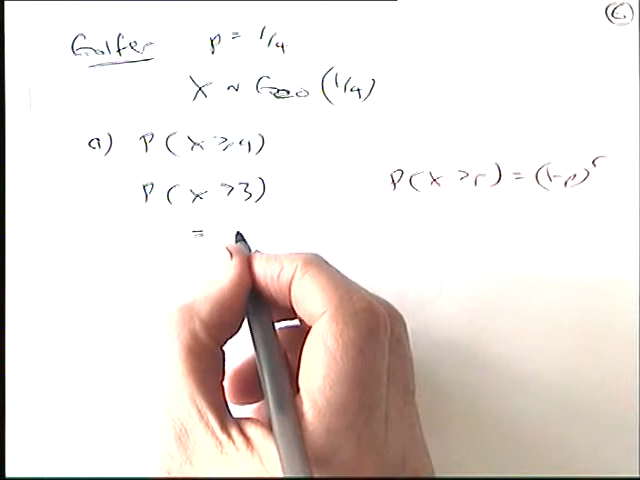 6
Golfer p = 1/4
X ~ Geo (1/4)
a) P(X ≥ 4)
P(X > 3)
P(X > r) = (1-p)^r
=